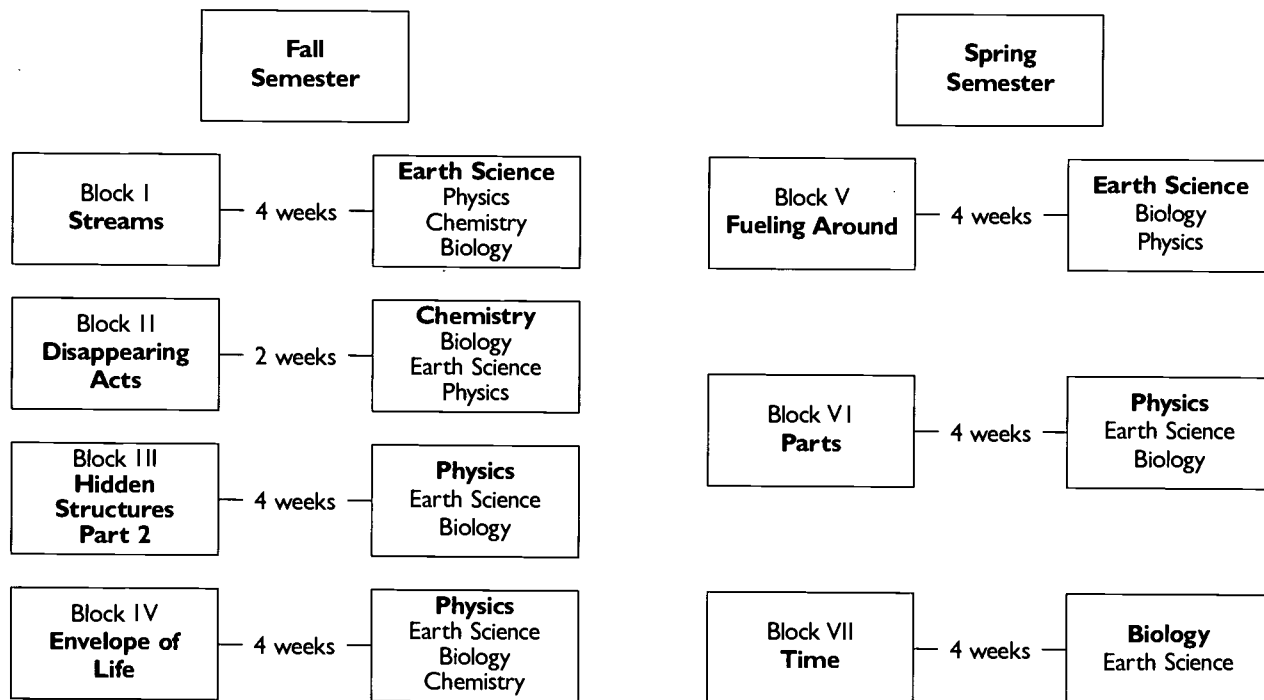 Fall
Semester
Block I
Streams
4 weeks
Earth Science
Physics
Chemistry
Biology
Block II
Disappearing
Acts
2 weeks
Chemistry
Biology
Earth Science
Physics
Block III
Hidden
Structures
Part 2
4 weeks
Physics
Earth Science
Biology
Block IV
Envelope of
Life
4 weeks
Physics
Earth Science
Biology
Chemistry
Spring
Semester
Block V
Fueling Around
4 weeks
Earth Science
Biology
Physics
Block VI
Parts
4 weeks
Physics
Earth Science
Biology
Block VII
Time
4 weeks
Biology
Earth Science